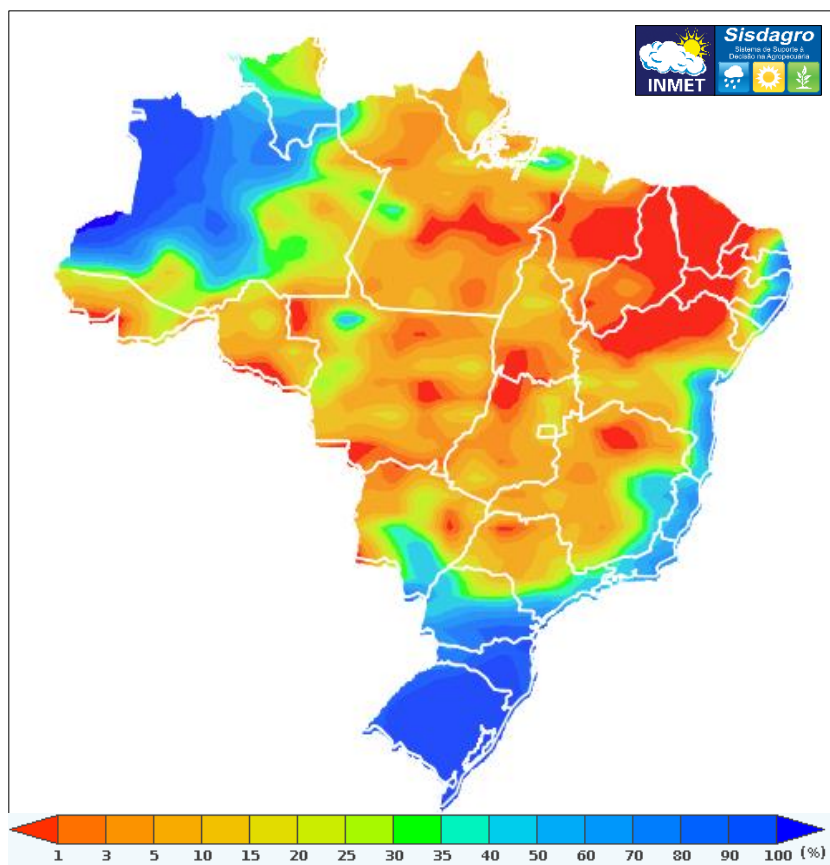 Sisdagro
Sistema de Suporte à
Decisão na Agropecuária
INMET
1 3 5 10 15 20 25 30 35 40 50 60 70 80 90 100 (%)